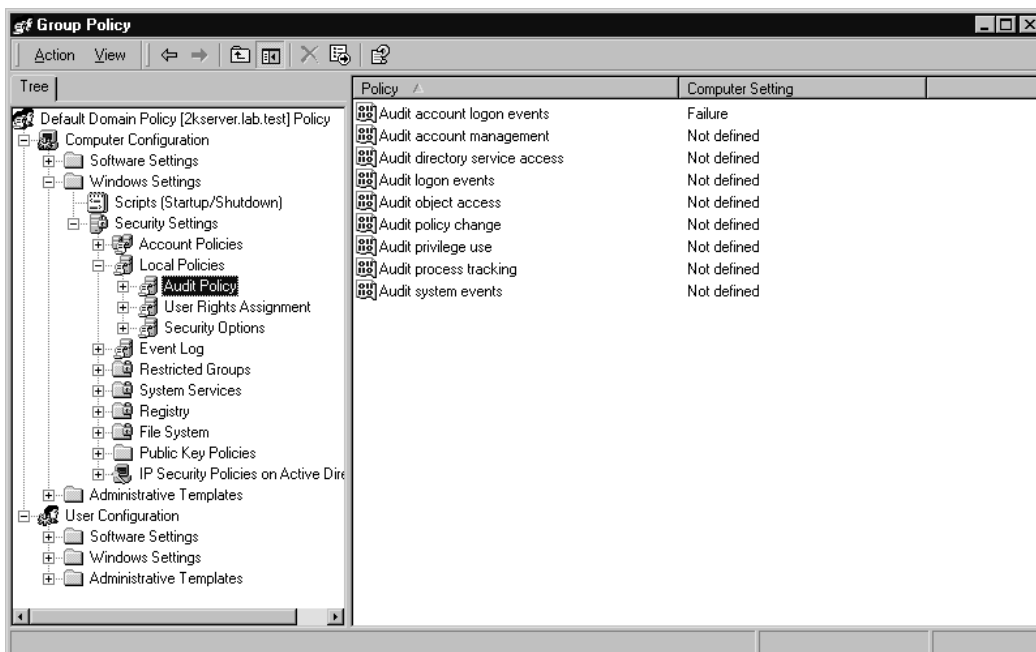 Group Policy
Action View
Tree
Policy Computer Setting
Default Domain Policy [2kserver.lab.test] Policy
Computer Configuration
Software Settings
Windows Settings
Scripts (Startup/Shutdown)
Security Settings
Account Policies
Local Policies
Audit Policy
User Rights Assignment
Security Options
Event Log
Restricted Groups
System Services
Registry
File System
Public Key Policies
IP Security Policies on Active Dire
Administrative Templates
User Configuration
Software Settings
Windows Settings
Administrative Templates
Audit account logon events Failure
Audit account management Not defined
Audit directory service access Not defined
Audit logon events Not defined
Audit object access Not defined
Audit policy change Not defined
Audit privilege use Not defined
Audit process tracking Not defined
Audit system events Not defined